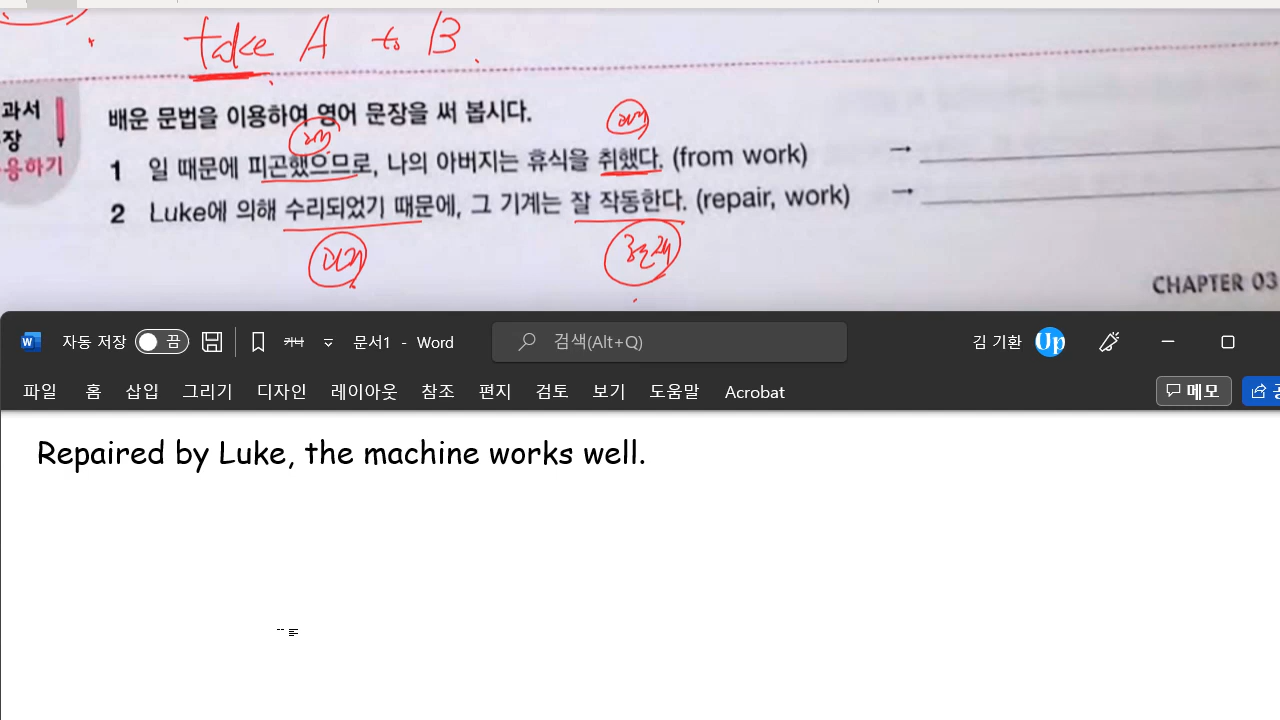 take A to B
배운 문법을 이용하여 영어 문장을 써 봅시다.
과서
장
용하기
1 일 때문에 피곤했으므로, 나의 아버지는 휴식을 취했다. (from work) →
2 Luke에 의해 수리되었기 때문에, 그 기계는 잘 작동한다. (repair, work) →
CHAPTER 03
자동 저장 끔 가나 문서1 - Word 검색(Alt+Q) 김 기환 Up
파일 홈 삽입 그리기 디자인 레이아웃 참조 편지 검토 보기 도움말 Acrobat 메모
Repaired by Luke, the machine works well.